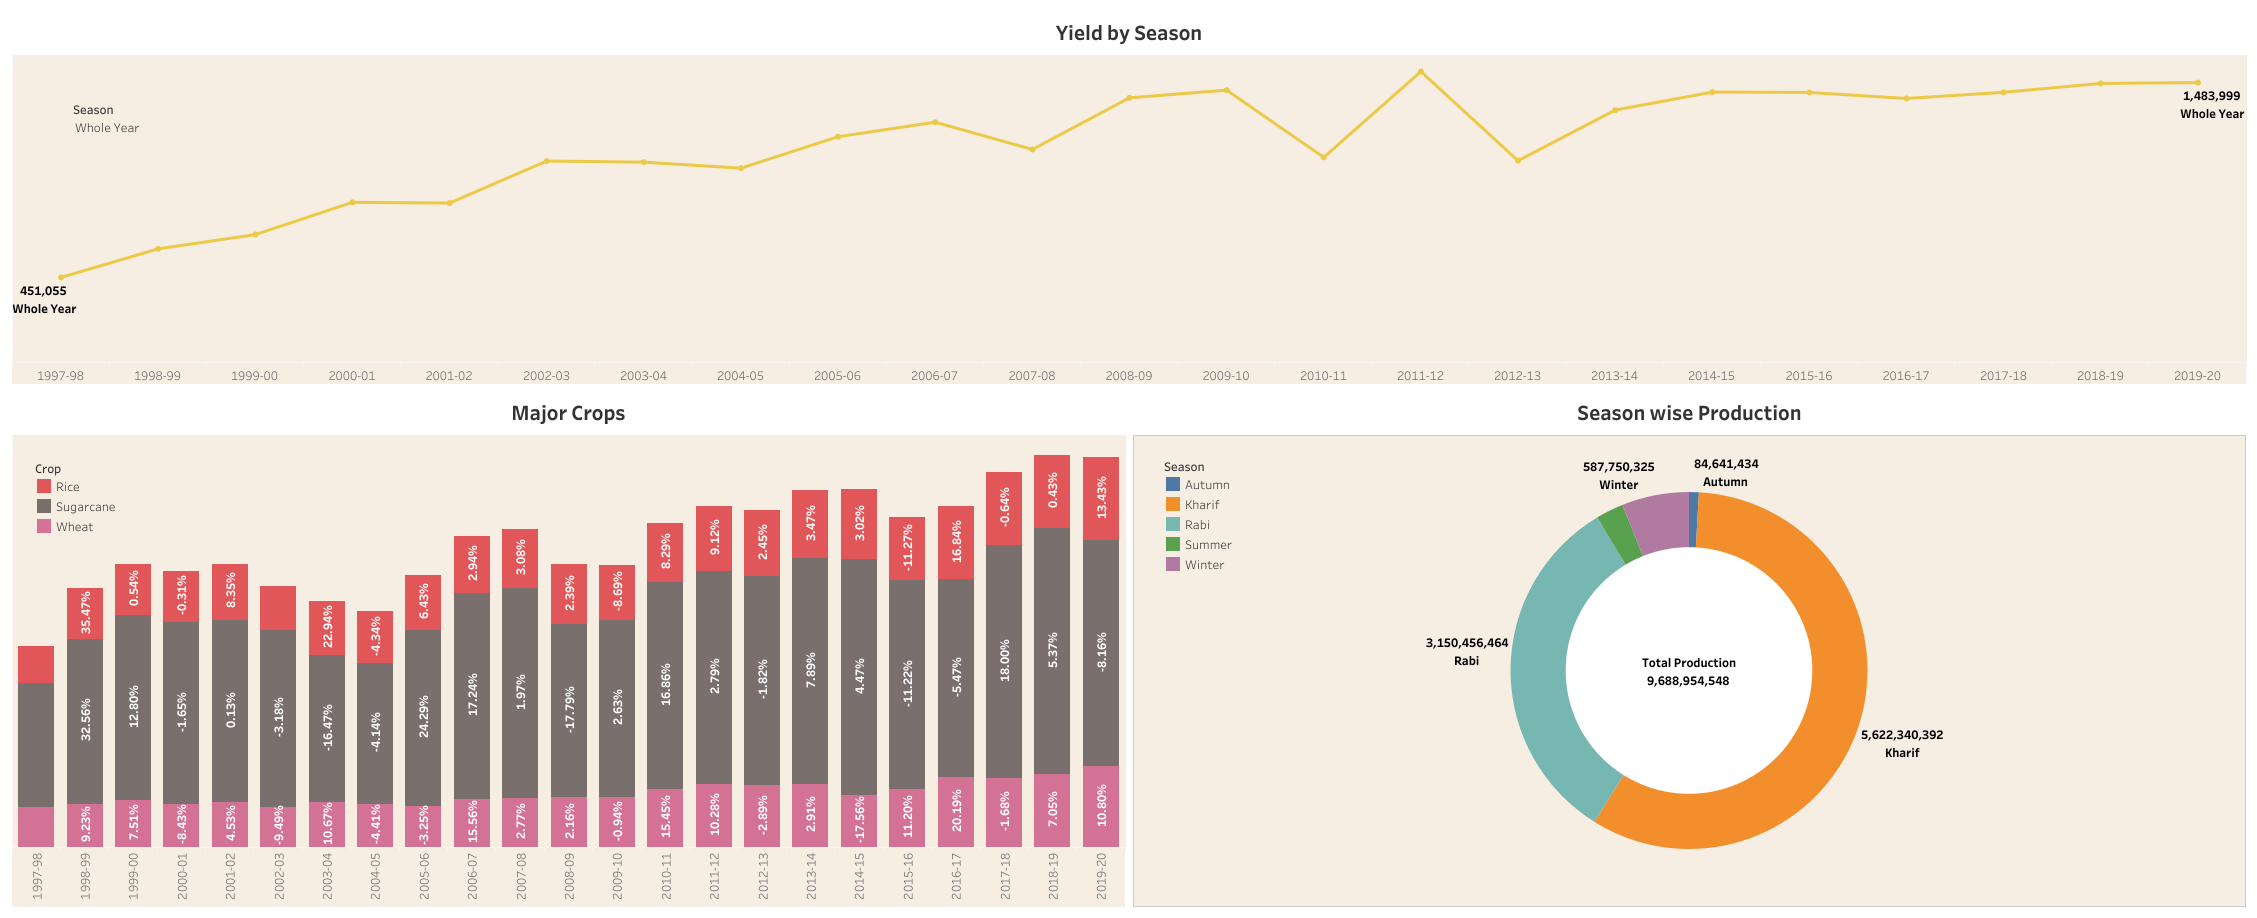 Yield by Season
Season
Whole Year
1,483,999
Whole Year
451,055
Whole Year
1997-98 1998-99 1999-00 2000-01 2001-02 2002-03 2003-04 2004-05 2005-06 2006-07 2007-08 2008-09 2009-10 2010-11 2011-12 2012-13 2013-14 2014-15 2015-16 2016-17 2017-18 2018-19 2019-20
Major Crops
Crop
Rice
Sugarcane
Wheat
35.47% 0.54% -0.31% 8.35% 22.94% -4.34% 6.43% 2.94% 3.08% 2.39% -8.69% 8.29% 9.12% 2.45% 3.47% 3.02% -11.27% 16.84% -0.64% 0.43% 13.43%
32.56% 12.80% -1.65% 0.13% -3.18% -16.47% -4.14% 24.29% 17.24% 1.97% -17.79% 2.63% 16.86% 2.79% -1.82% 7.89% 4.47% -11.22% -5.47% 18.00% 5.37% -8.16%
9.23% 7.51% -8.43% 4.53% -9.49% 10.67% -4.41% -3.25% 15.56% 2.77% 2.16% -0.94% 15.45% 10.28% -2.89% 2.91% -17.56% 11.20% 20.19% -1.68% 7.05% 10.80%
1997-98 1998-99 1999-00 2000-01 2001-02 2002-03 2003-04 2004-05 2005-06 2006-07 2007-08 2008-09 2009-10 2010-11 2011-12 2012-13 2013-14 2014-15 2015-16 2016-17 2017-18 2018-19 2019-20
Season wise Production
Season
Autumn
Kharif
Rabi
Summer
Winter
587,750,325
Winter
84,641,434
Autumn
3,150,456,464
Rabi
Total Production
9,688,954,548
5,622,340,392
Kharif